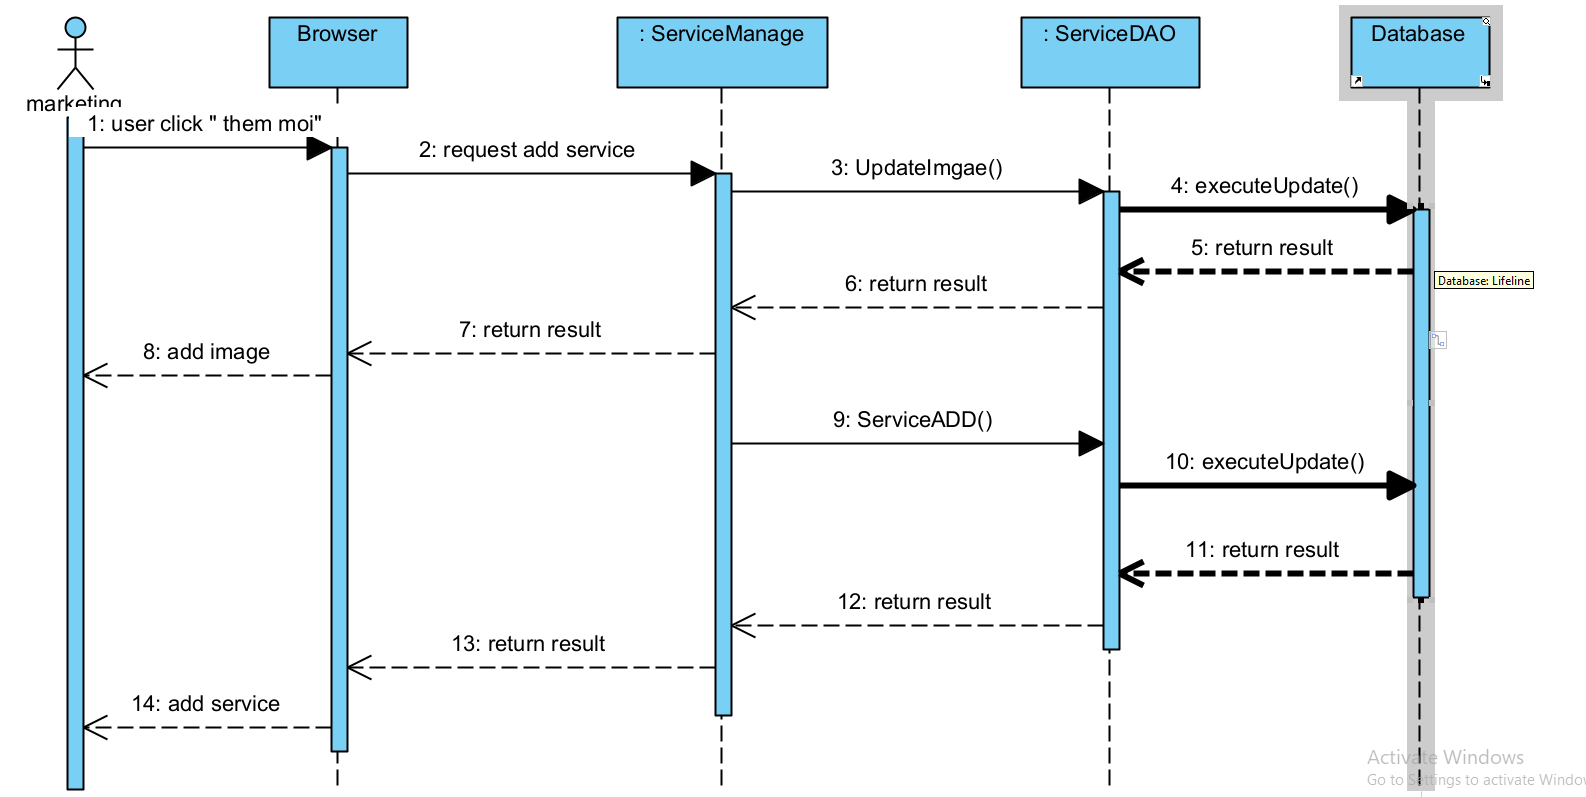 Browser
: ServiceManage
: ServiceDAO
Database
marketing
1: user click " them moi"
2: request add service
3: UpdateImgae()
4: executeUpdate()
5: return result
Database: Lifeline
6: return result
7: return result
8: add image
9: ServiceADD()
10: executeUpdate()
11: return result
12: return result
13: return result
14: add service
Activate Windows
Go to Settings to activate Window